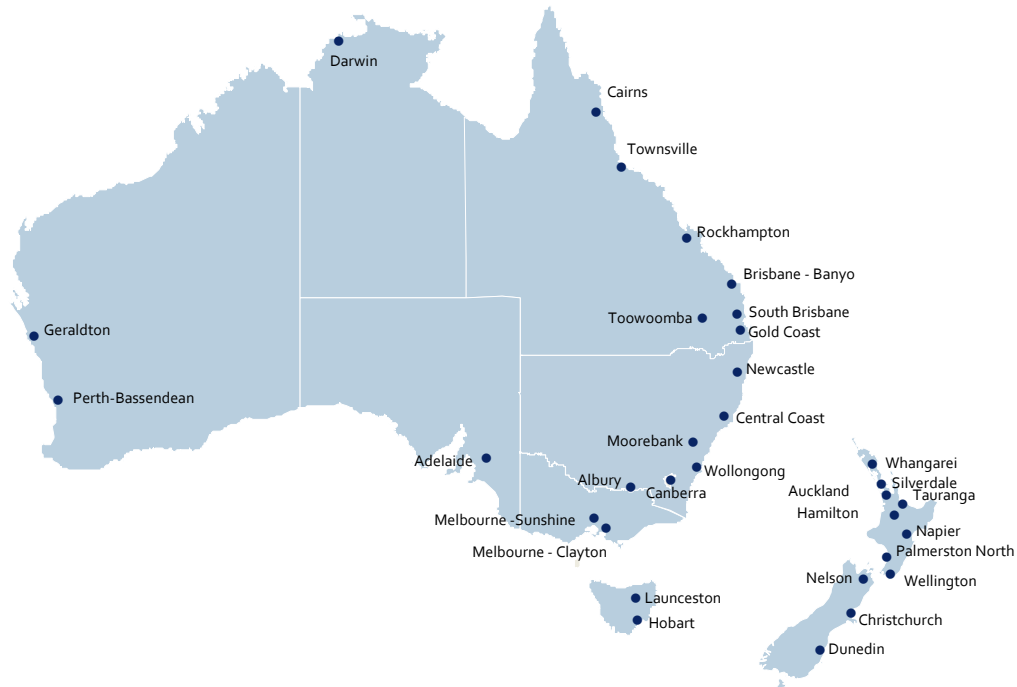 Darwin
Cairns
Townsville
Rockhampton
Brisbane - Banyo
South Brisbane
Toowoomba
Gold Coast
Geraldton
Newcastle
Perth-Bassendean
Central Coast
Moorebank
Adelaide
Wollongong
Albury
Canberra
Melbourne -Sunshine
Melbourne - Clayton
Launceston
Hobart
Whangarei
Silverdale
Auckland
Tauranga
Hamilton
Napier
Palmerston North
Nelson
Wellington
Christchurch
Dunedin